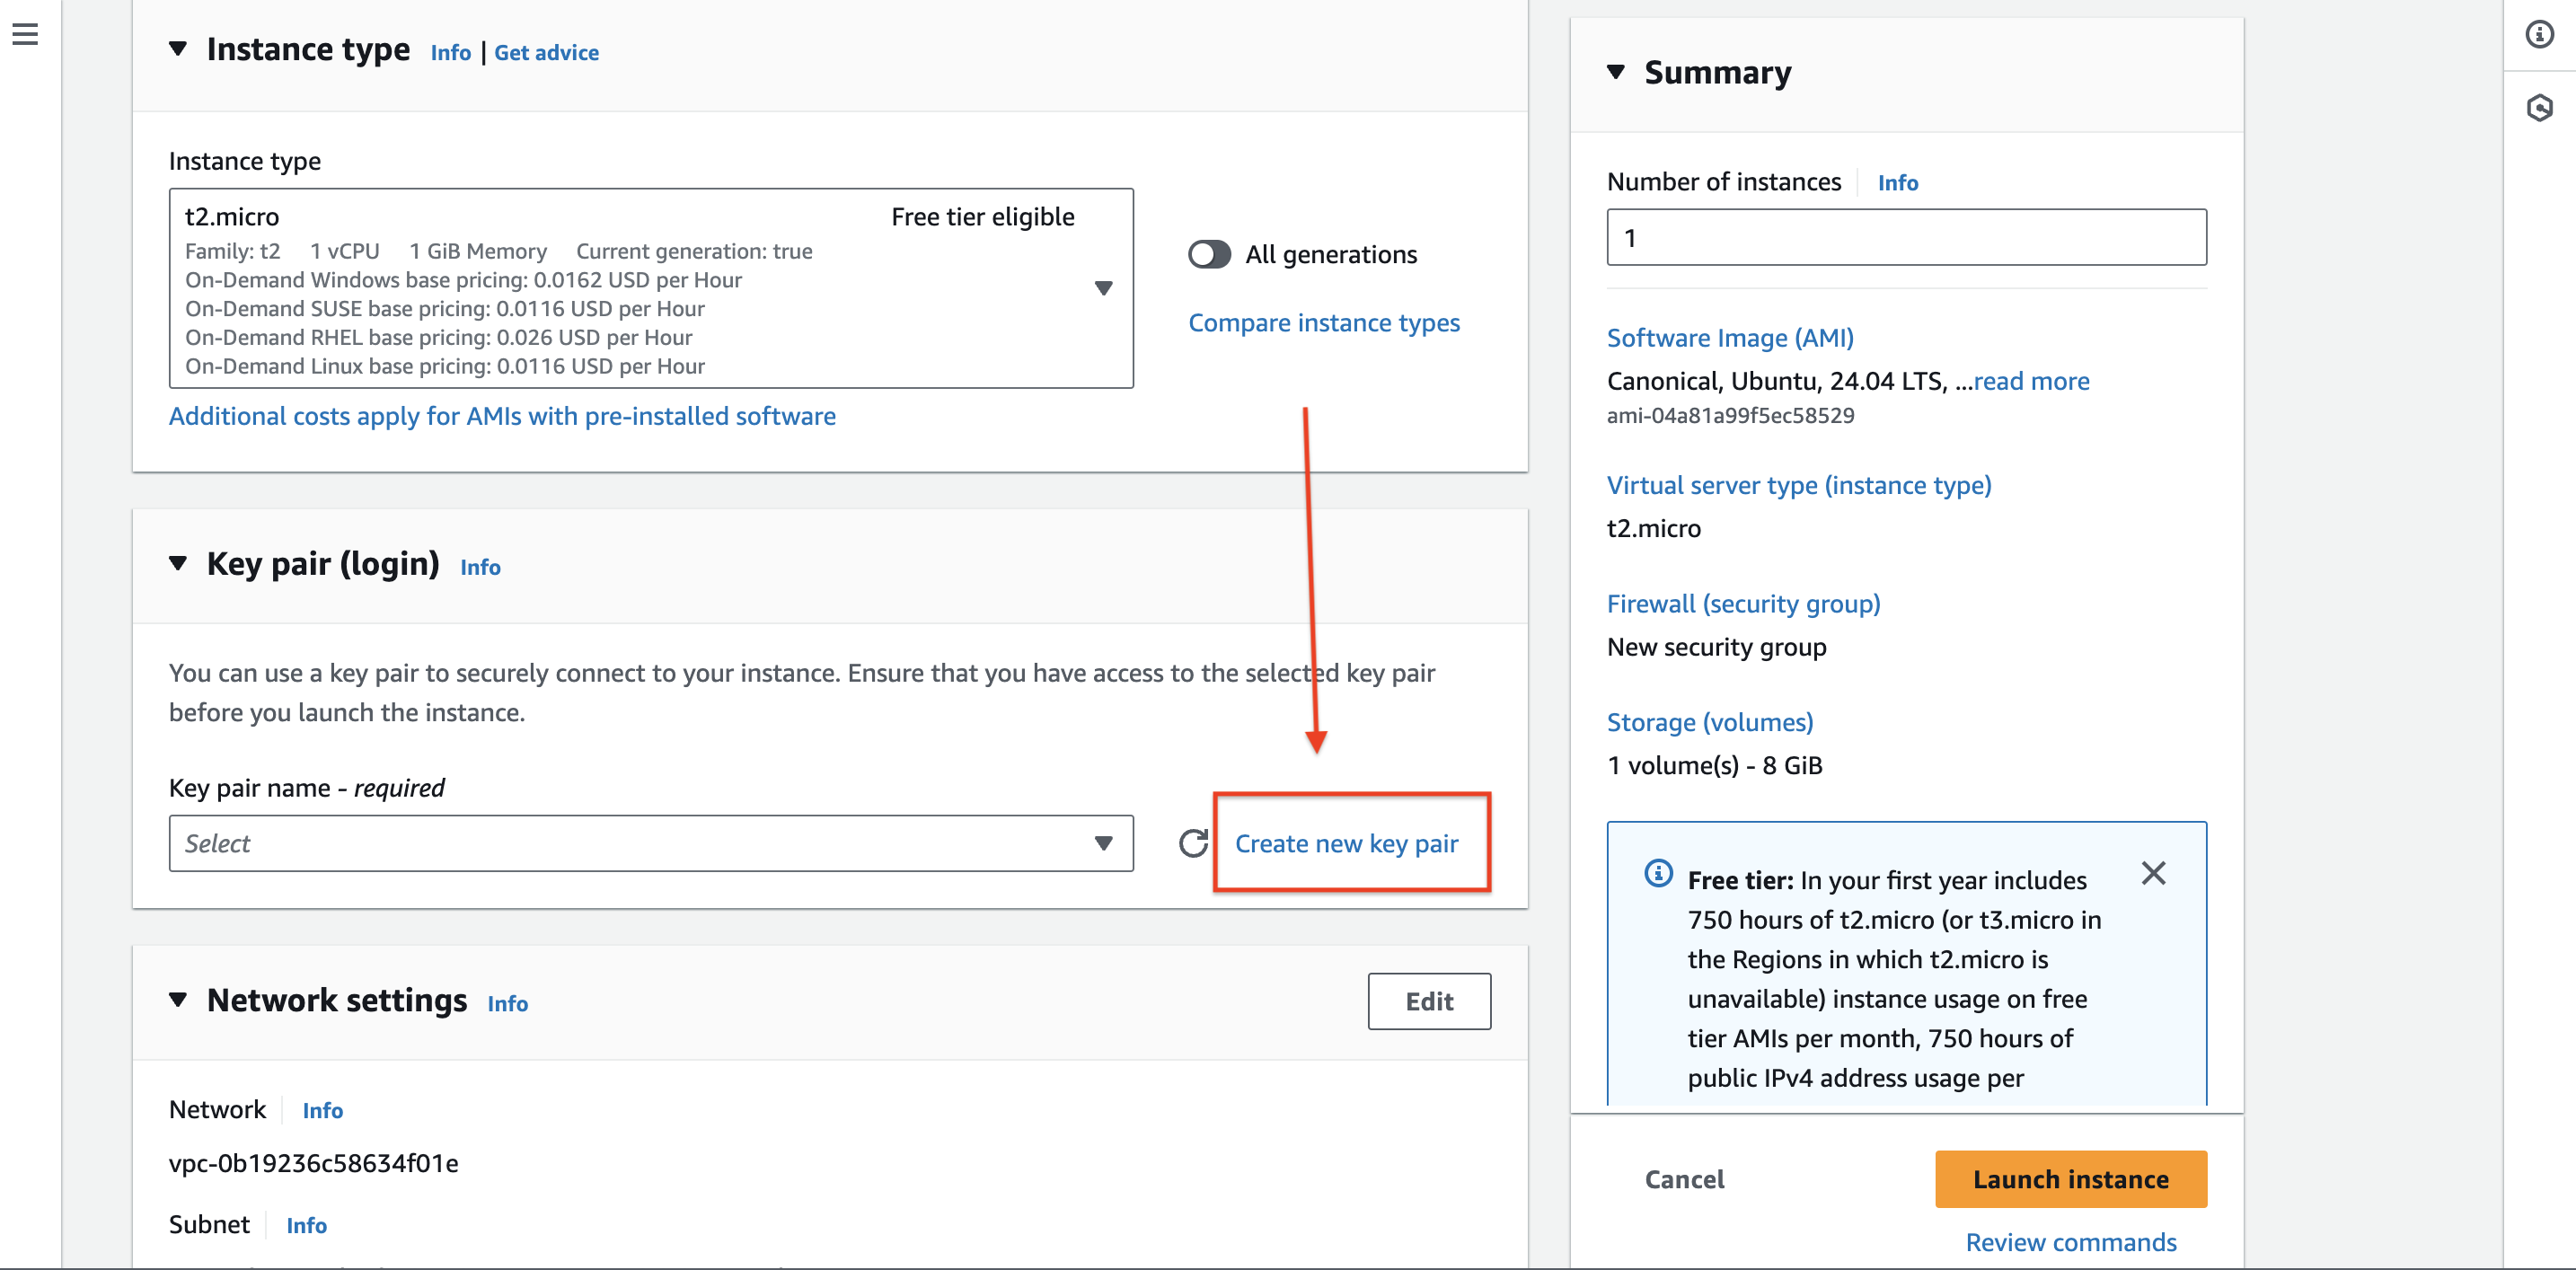 Instance type Info | Get advice
Instance type
t2.micro Free tier eligible
Family: t2 1 vCPU 1 GiB Memory Current generation: true
On-Demand Windows base pricing: 0.0162 USD per Hour
On-Demand SUSE base pricing: 0.0116 USD per Hour
On-Demand RHEL base pricing: 0.026 USD per Hour
On-Demand Linux base pricing: 0.0116 USD per Hour
All generations
Compare instance types
Additional costs apply for AMIs with pre-installed software
Key pair (login) Info
You can use a key pair to securely connect to your instance. Ensure that you have access to the selected key pair
before you launch the instance.
Key pair name - required
Select
Create new key pair
Network settings Info
Edit
Network Info
vpc-0b19236c58634f01e
Subnet Info
Summary
Number of instances Info
1
Software Image (AMI)
Canonical, Ubuntu, 24.04 LTS, ...read more
ami-04a81a99f5ec58529
Virtual server type (instance type)
t2.micro
Firewall (security group)
New security group
Storage (volumes)
1 volume(s) - 8 GiB
Free tier: In your first year includes
750 hours of t2.micro (or t3.micro in
the Regions in which t2.micro is
unavailable) instance usage on free
tier AMIs per month, 750 hours of
public IPv4 address usage per
Cancel
Launch instance
Review commands